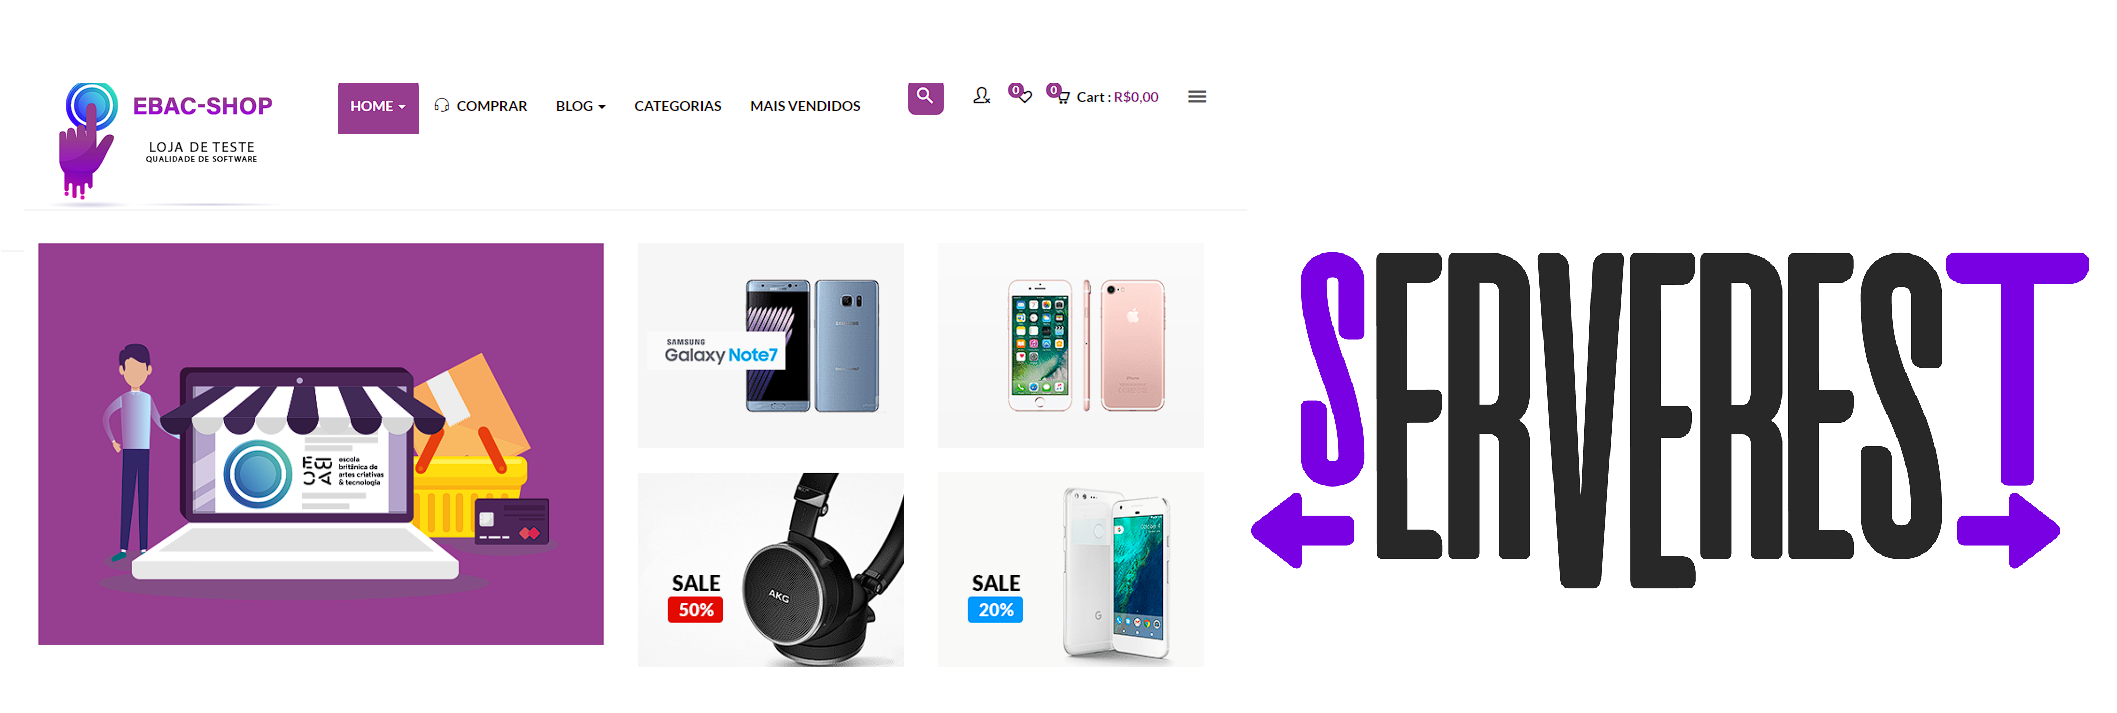 EBAC-SHOP
LOJA DE TESTE
QUALIDADE DE SOFTWARE
HOME
COMPRAR
BLOG
CATEGORIAS
MAIS VENDIDOS
0
0
Cart : R$0,00
EBAC
escola
britânica de
artes criativas
& tecnologia
SAMSUNG
Galaxy Note7
SALE
50%
AKG
SALE
20%
G
SERVEREST